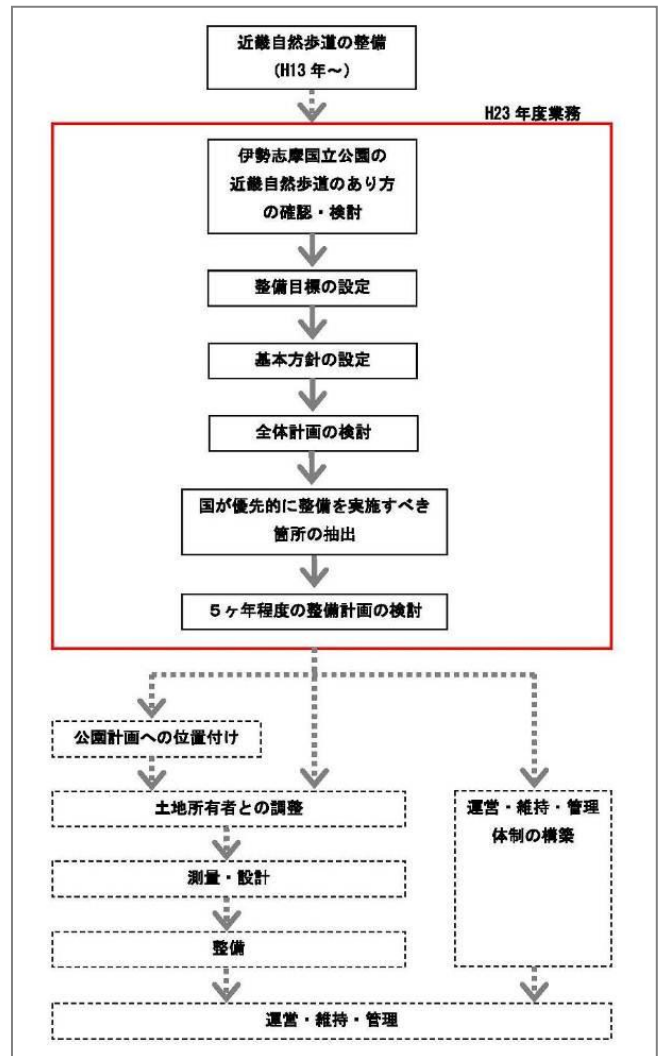 近畿自然歩道の整備
(H13 年～)
H23 年度業務
伊勢志摩国立公園の
近畿自然歩道のあり方
の確認・検討
整備目標の設定
基本方針の設定
全体計画の検討
国が優先的に整備を実施すべき
箇所の抽出
５ヶ年程度の整備計画の検討
公園計画への位置付け
土地所有者との調整
運営・維持・管理
体制の構築
測量・設計
整備
運営・維持・管理